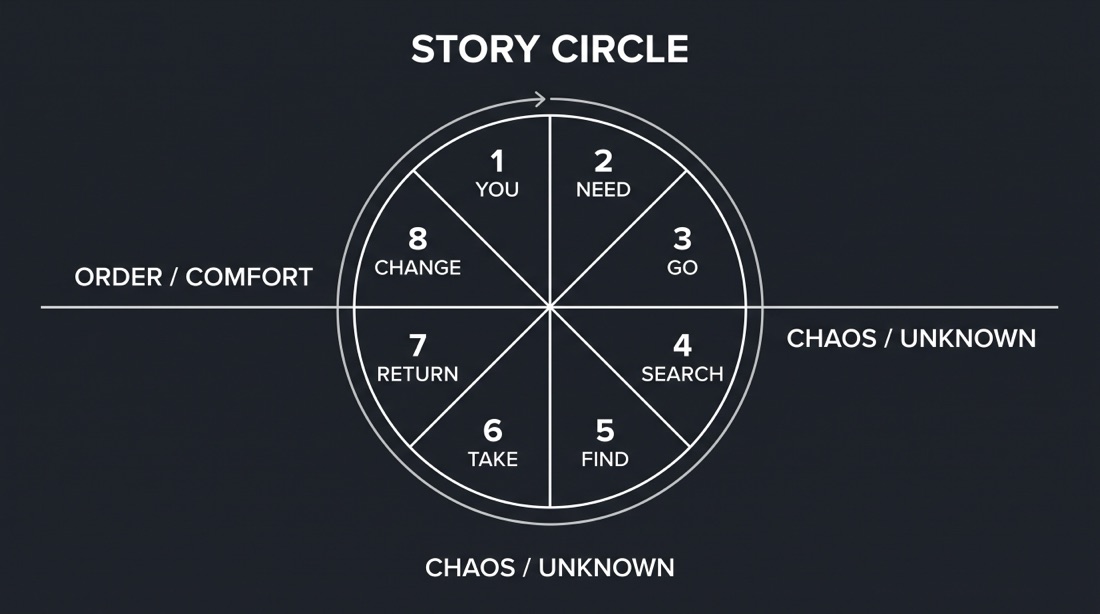 STORY CIRCLE
1
YOU
2
NEED
3
GO
4
SEARCH
5
FIND
6
TAKE
7
RETURN
8
CHANGE
ORDER / COMFORT
CHAOS / UNKNOWN
CHAOS / UNKNOWN